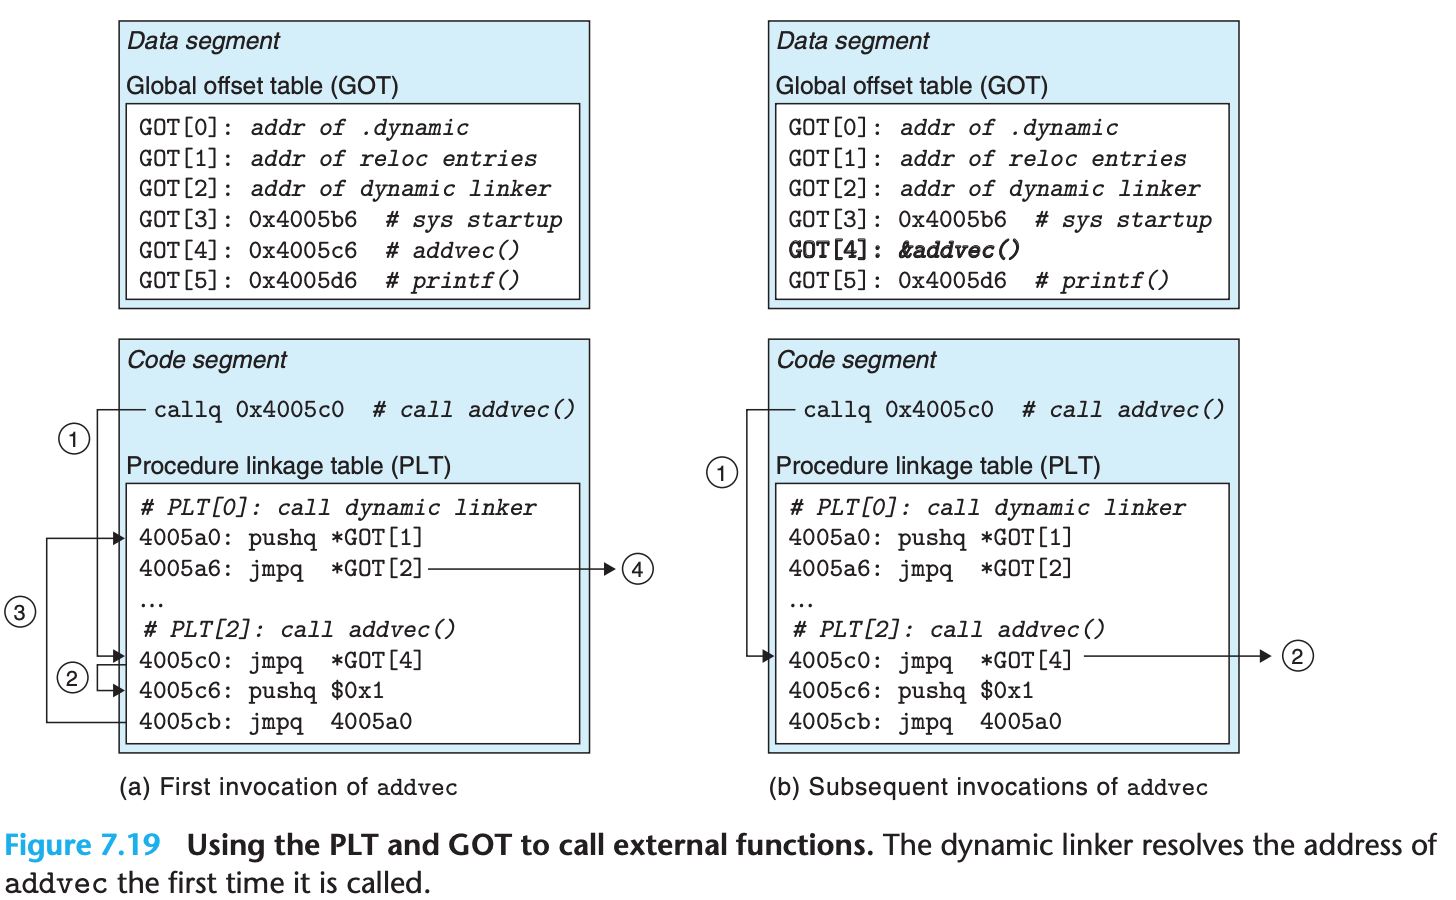 Data segment
Global offset table (GOT)
GOT[0]: addr of .dynamic
GOT[1]: addr of reloc entries
GOT[2]: addr of dynamic linker
GOT[3]: 0x4005b6 # sys startup
GOT[4]: 0x4005c6 # addvec()
GOT[5]: 0x4005d6 # printf()
Code segment
callq 0x4005c0 # call addvec()
1
Procedure linkage table (PLT)
# PLT[0]: call dynamic linker
4005a0: pushq *GOT[1]
4005a6: jmpq *GOT[2]
4
...
3
# PLT[2]: call addvec()
4005c0: jmpq *GOT[4]
2
4005c6: pushq $0x1
4005cb: jmpq 4005a0
(a) First invocation of addvec
Data segment
Global offset table (GOT)
GOT[0]: addr of .dynamic
GOT[1]: addr of reloc entries
GOT[2]: addr of dynamic linker
GOT[3]: 0x4005b6 # sys startup
GOT[4]: &addvec()
GOT[5]: 0x4005d6 # printf()
Code segment
callq 0x4005c0 # call addvec()
1
Procedure linkage table (PLT)
# PLT[0]: call dynamic linker
4005a0: pushq *GOT[1]
4005a6: jmpq *GOT[2]
...
# PLT[2]: call addvec()
4005c0: jmpq *GOT[4]
2
4005c6: pushq $0x1
4005cb: jmpq 4005a0
(b) Subsequent invocations of addvec
Figure 7.19 Using the PLT and GOT to call external functions. The dynamic linker resolves the address of
addvec the first time it is called.